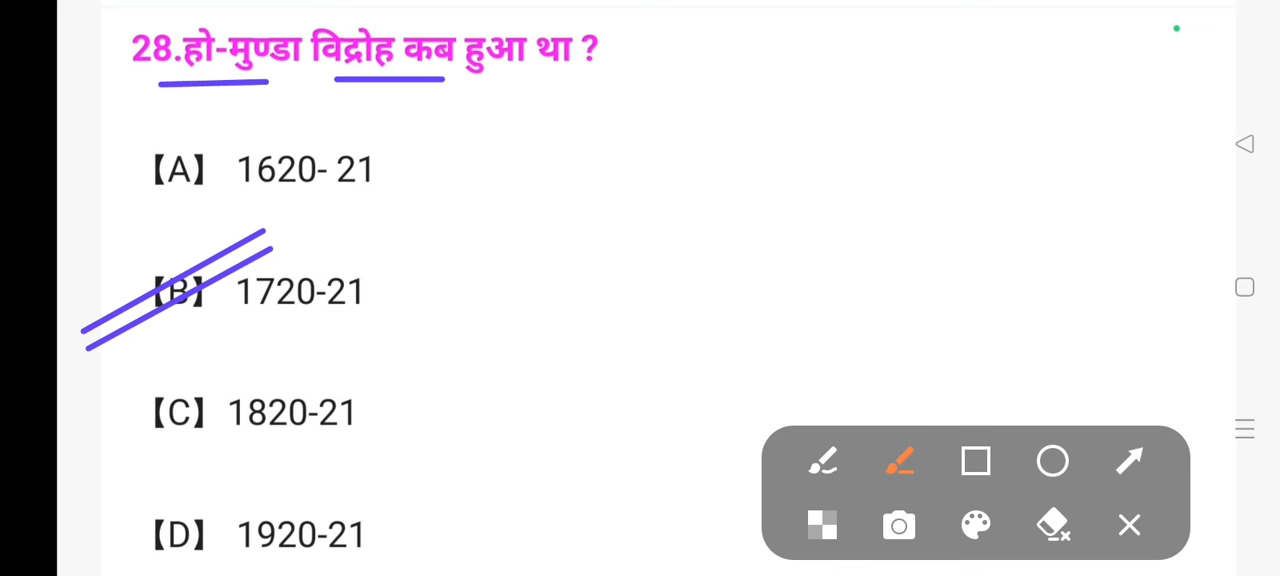 28.हो-मुण्डा विद्रोह कब हुआ था ?
【A】 1620- 21
【B】 1720-21
【C】 1820-21
【D】 1920-21